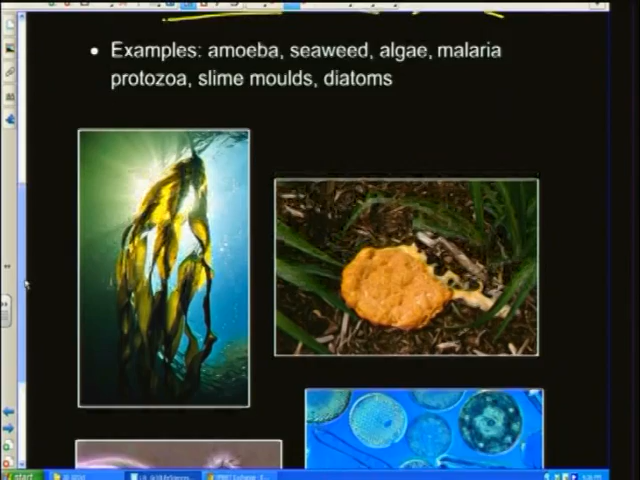 • Examples: amoeba, seaweed, algae, malaria
protozoa, slime moulds, diatoms
start